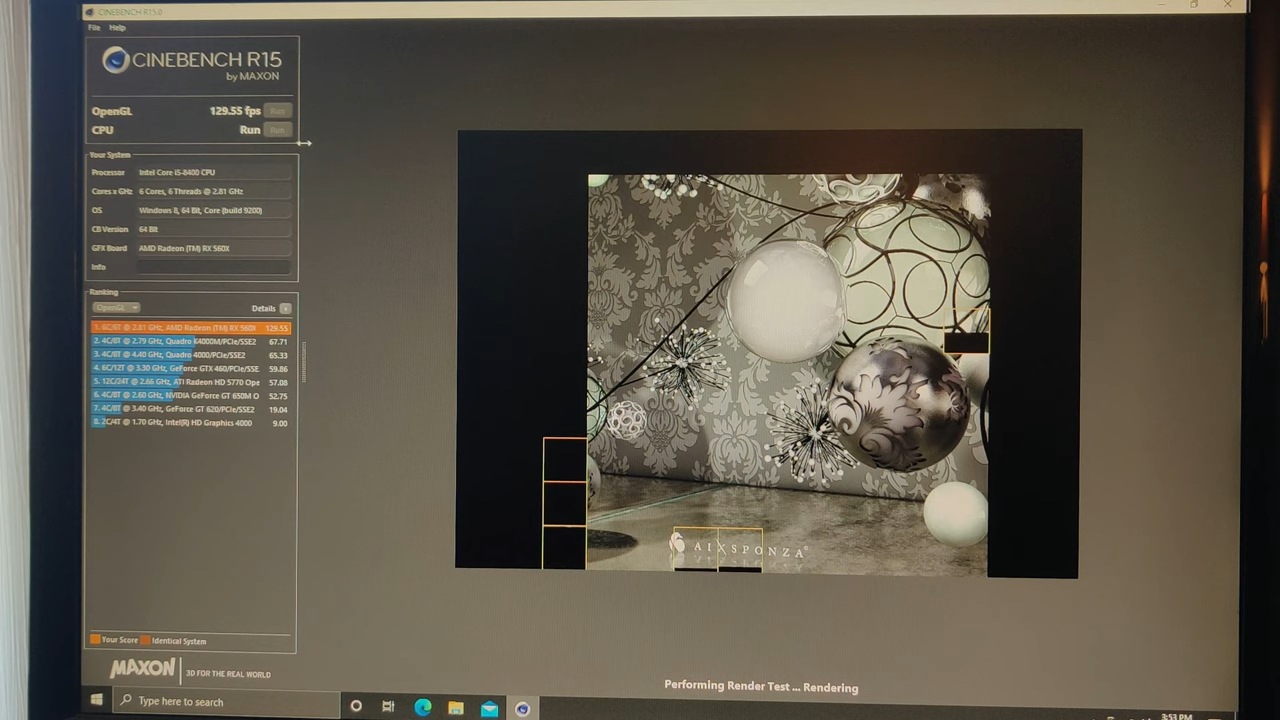 CINEBENCH R15.0
File Help
CINEBENCH R15
by MAXON
OpenGL 129.55 fps Run
CPU Run Run
Your System
Processor Intel Core i5-8400 CPU
Cores x GHz 6 Cores, 6 Threads @ 2.81 GHz
OS Windows 8, 64 Bit, Core (build 9200)
CB Version 64 Bit
GFX Board AMD Radeon (TM) RX 560X
Info
Ranking
OpenGL Details
1. 6C/6T @ 2.81 GHz, AMD Radeon (TM) RX 560X 129.55
2. 4C/8T @ 2.79 GHz, Quadro K4000M/PCIe/SSE2 67.71
3. 4C/8T @ 4.40 GHz, Quadro 4000/PCIe/SSE2 65.33
4. 6C/12T @ 3.30 GHz, GeForce GTX 460/PCIe/SSE 59.86
5. 12C/24T @ 2.66 GHz, ATI Radeon HD 5770 Ope 57.08
6. 4C/8T @ 2.60 GHz, NVIDIA GeForce GT 650M O 52.75
7. 4C/8T @ 3.40 GHz, GeForce GT 620/PCIe/SSE2 19.04
8. 2C/4T @ 1.70 GHz, Intel(R) HD Graphics 4000 9.00
AIXSPONZA®
Your Score Identical System
MAXON 3D FOR THE REAL WORLD
Performing Render Test ... Rendering
Type here to search
3:53 PM